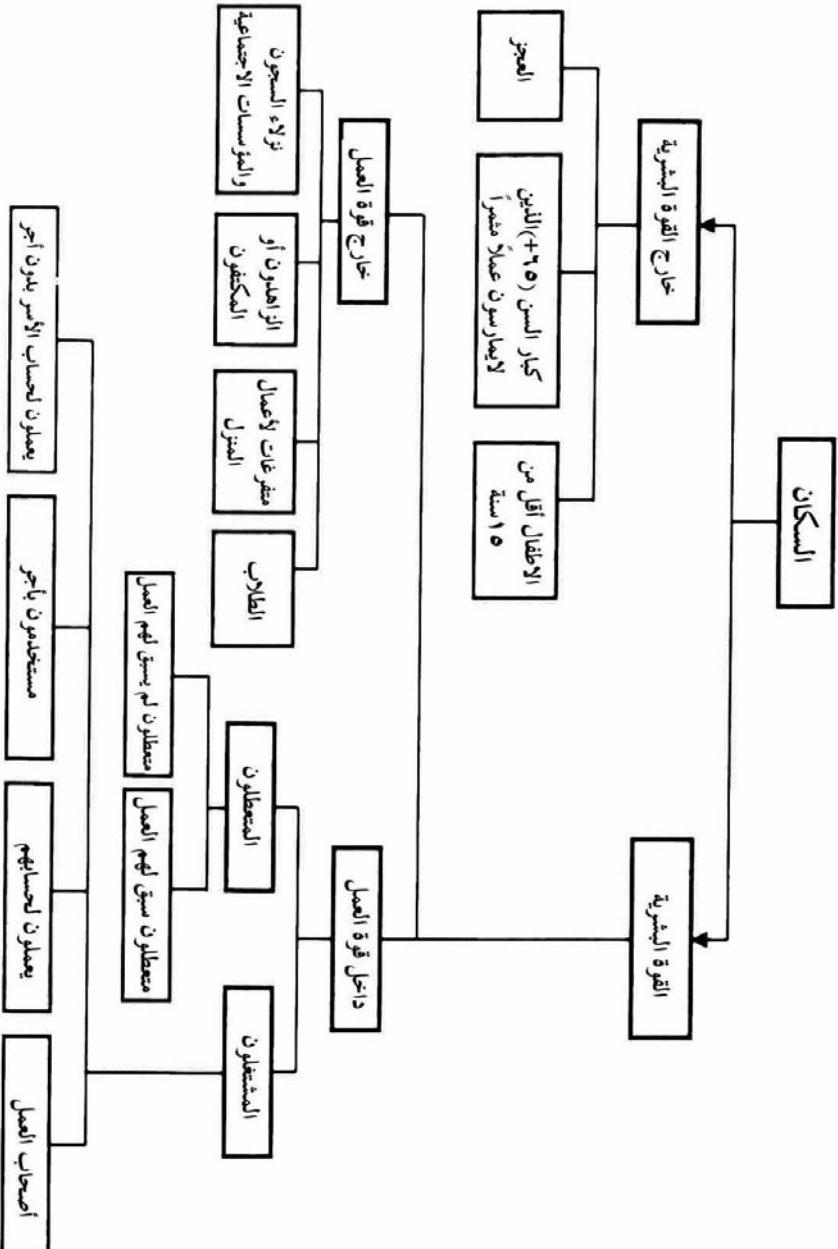 السكان
القوة البشرية
خارج القوة البشرية
الاطفال أقل من
١٥ سنة
كبار السن (٦٥+) الذين
لايمارسون عملاً مثمراً
العجز
داخل قوة العمل
خارج قوة العمل
المشتغلون
المتعطلون
الطلاب
متفرغات لأعمال
المنزل
الزاهدون أو
المكتفون
نزلاء السجون
والمؤسسات الاجتماعية
متعطلون سبق لهم العمل
متعطلون لم يسبق لهم العمل
أصحاب العمل
يعملون لحسابهم
مستخدمون بأجر
يعملون لحساب الأسر بدون أجر